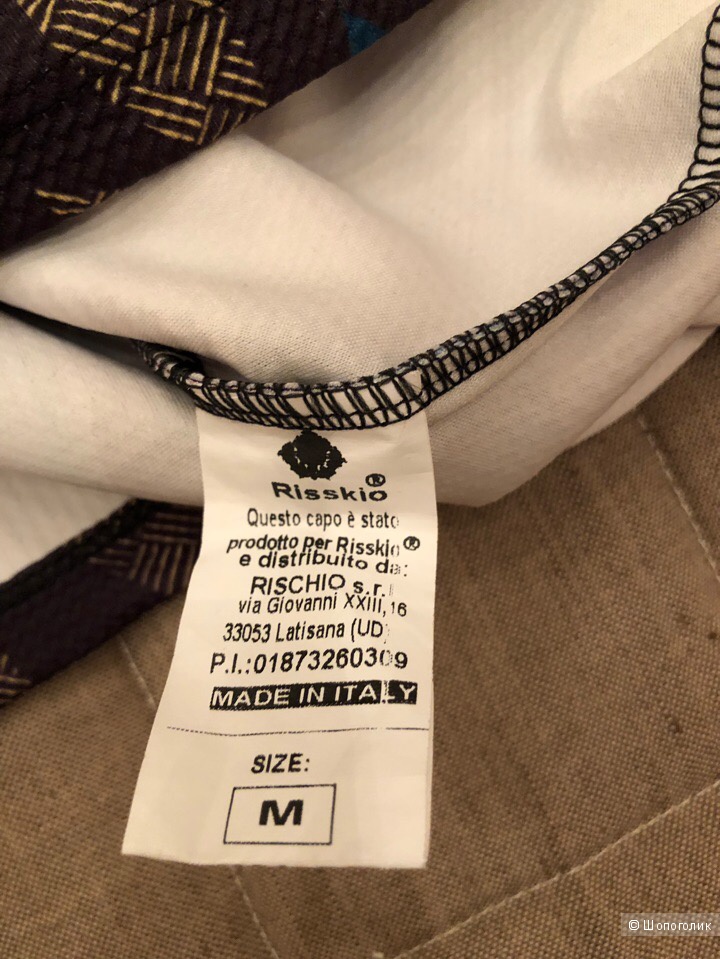 Risskio®
Questo capo è stato
prodotto per Risskio®
e distribuito da:
RISCHIO s.r.l
via Giovanni XXIII,16
33053 Latisana (UD)
P.I.:01873260309
MADE IN ITALY
SIZE:
M
© Шопоголик